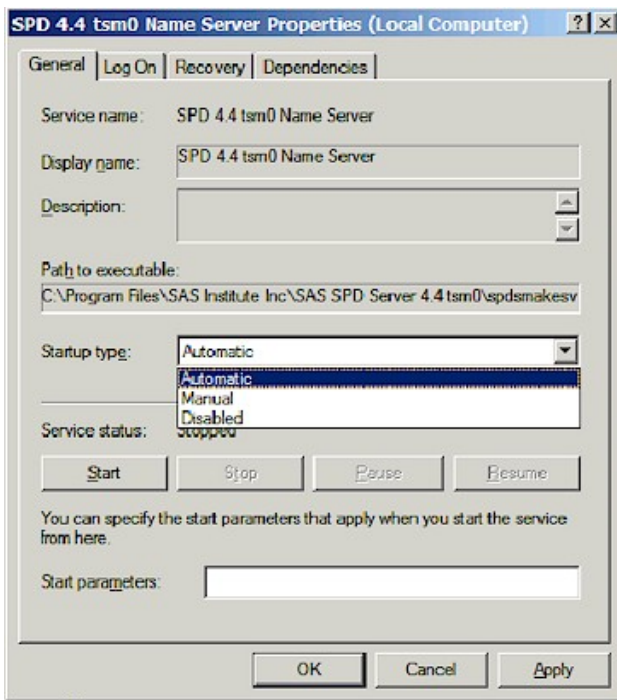 SPD 4.4 tsm0 Name Server Properties (Local Computer)
General Log On Recovery Dependencies
Service name: SPD 4.4 tsm0 Name Server
Display name: SPD 4.4 tsm0 Name Server
Description:
Path to executable:
C:\Program Files\SAS Institute Inc\SAS SPD Server 4.4 tsm0\spdsmakesv
Startup type: Automatic
Automatic
Manual
Disabled
Service status: Stopped
Start Stop Pause Resume
You can specify the start parameters that apply when you start the service
from here.
Start parameters:
OK Cancel Apply